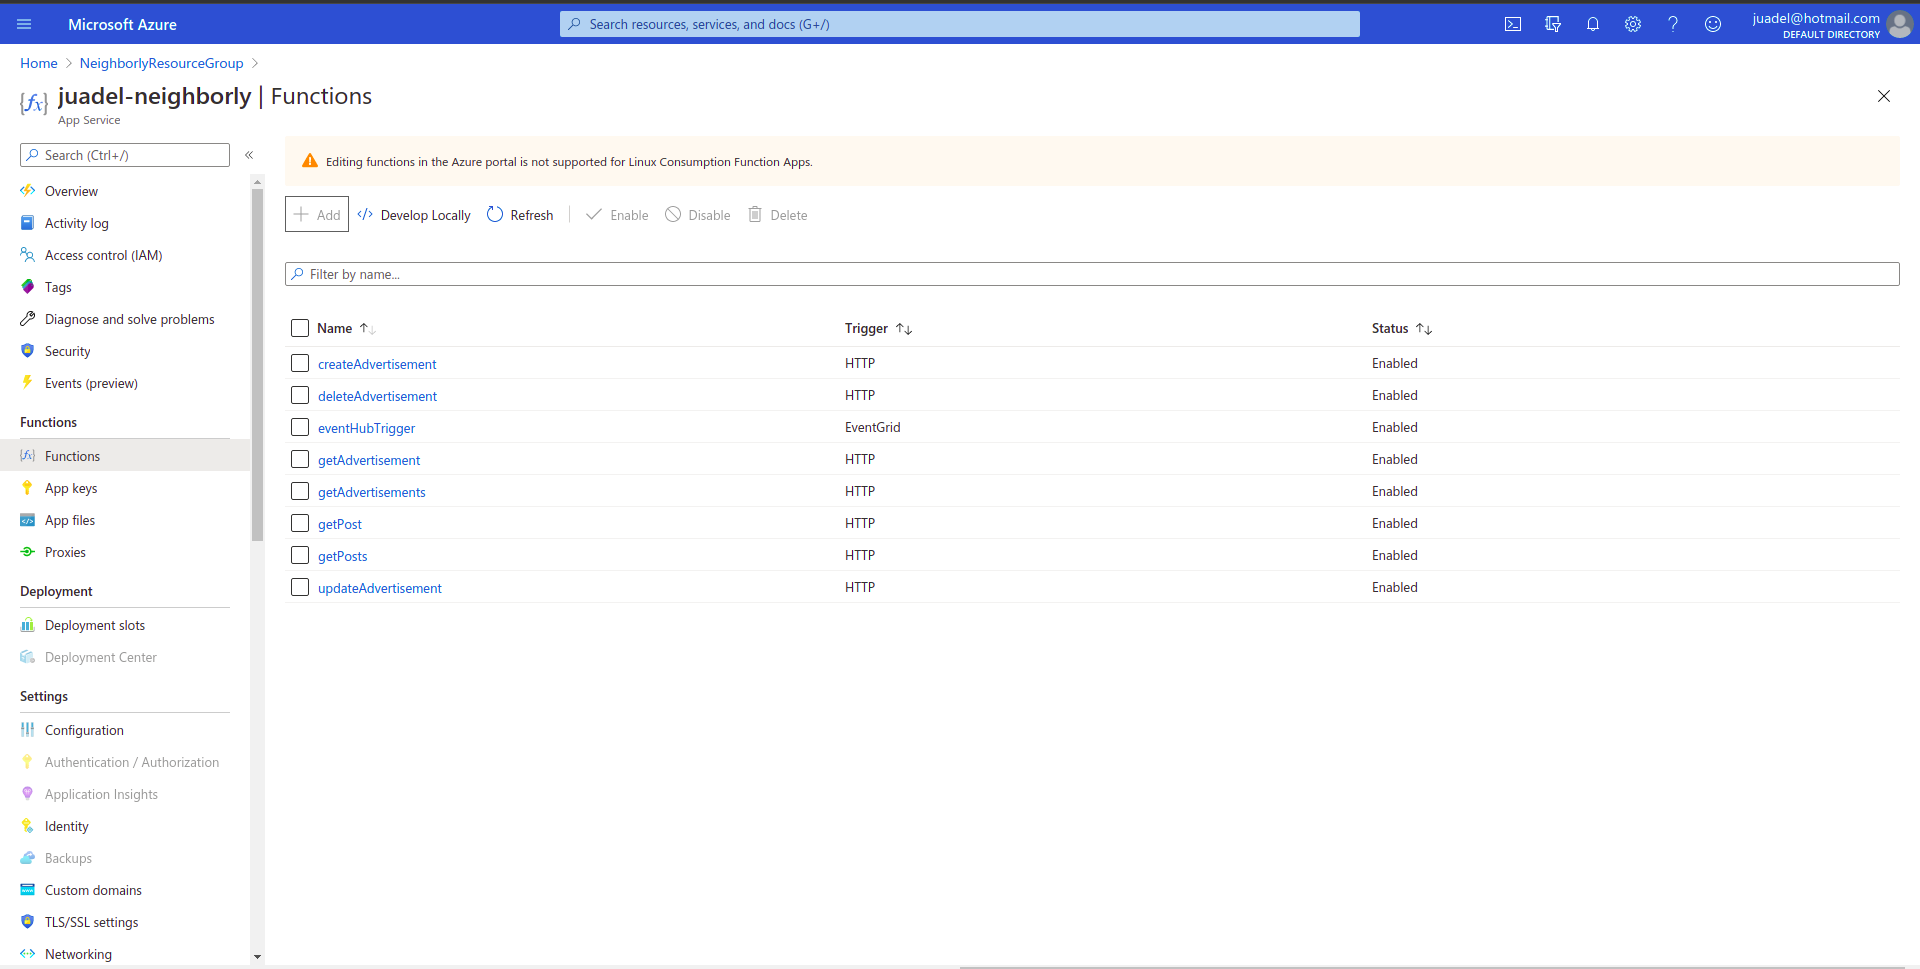 Microsoft Azure
Search resources, services, and docs (G+/)
juadel@hotmail.com
DEFAULT DIRECTORY
Home > NeighborlyResourceGroup >
juadel-neighborly | Functions
App Service
Search (Ctrl+/)
«
Overview
Activity log
Access control (IAM)
Tags
Diagnose and solve problems
Security
Events (preview)
Functions
Functions
App keys
App files
Proxies
Deployment
Deployment slots
Deployment Center
Settings
Configuration
Authentication / Authorization
Application Insights
Identity
Backups
Custom domains
TLS/SSL settings
Networking
Editing functions in the Azure portal is not supported for Linux Consumption Function Apps.
Add Develop Locally Refresh Enable Disable Delete
Filter by name...
Name Trigger Status
createAdvertisement HTTP Enabled
deleteAdvertisement HTTP Enabled
eventHubTrigger EventGrid Enabled
getAdvertisement HTTP Enabled
getAdvertisements HTTP Enabled
getPost HTTP Enabled
getPosts HTTP Enabled
updateAdvertisement HTTP Enabled